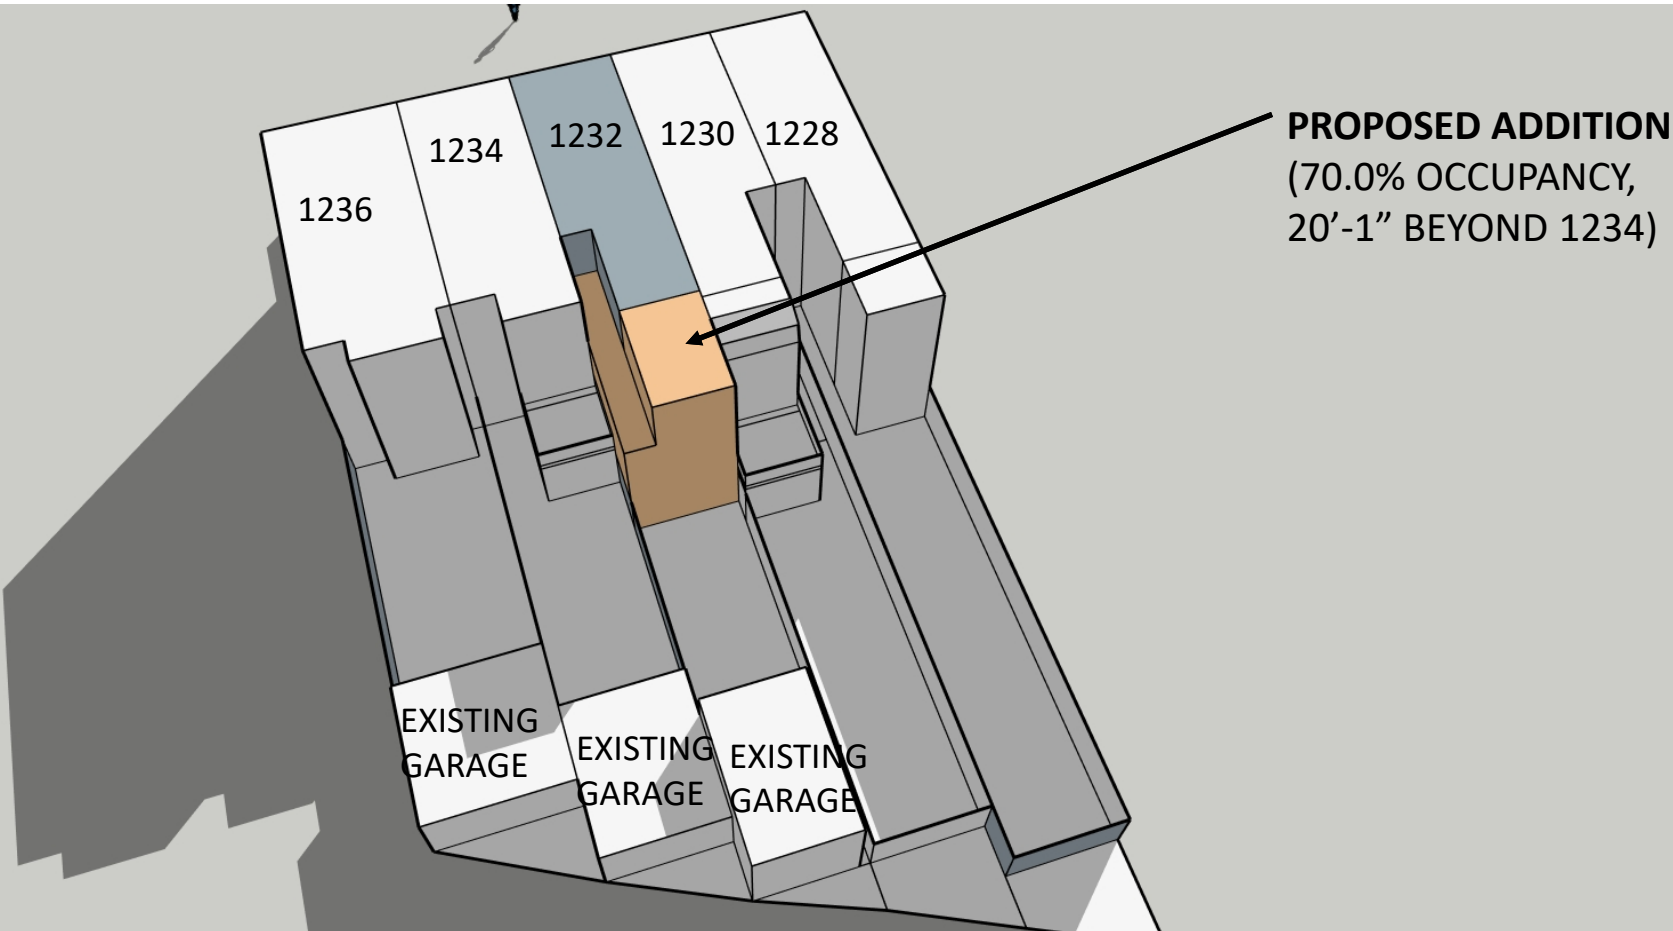 1236
1234
1232
1230
1228
PROPOSED ADDITION
(70.0% OCCUPANCY,
20’-1” BEYOND 1234)
EXISTING
GARAGE
EXISTING
GARAGE
EXISTING
GARAGE